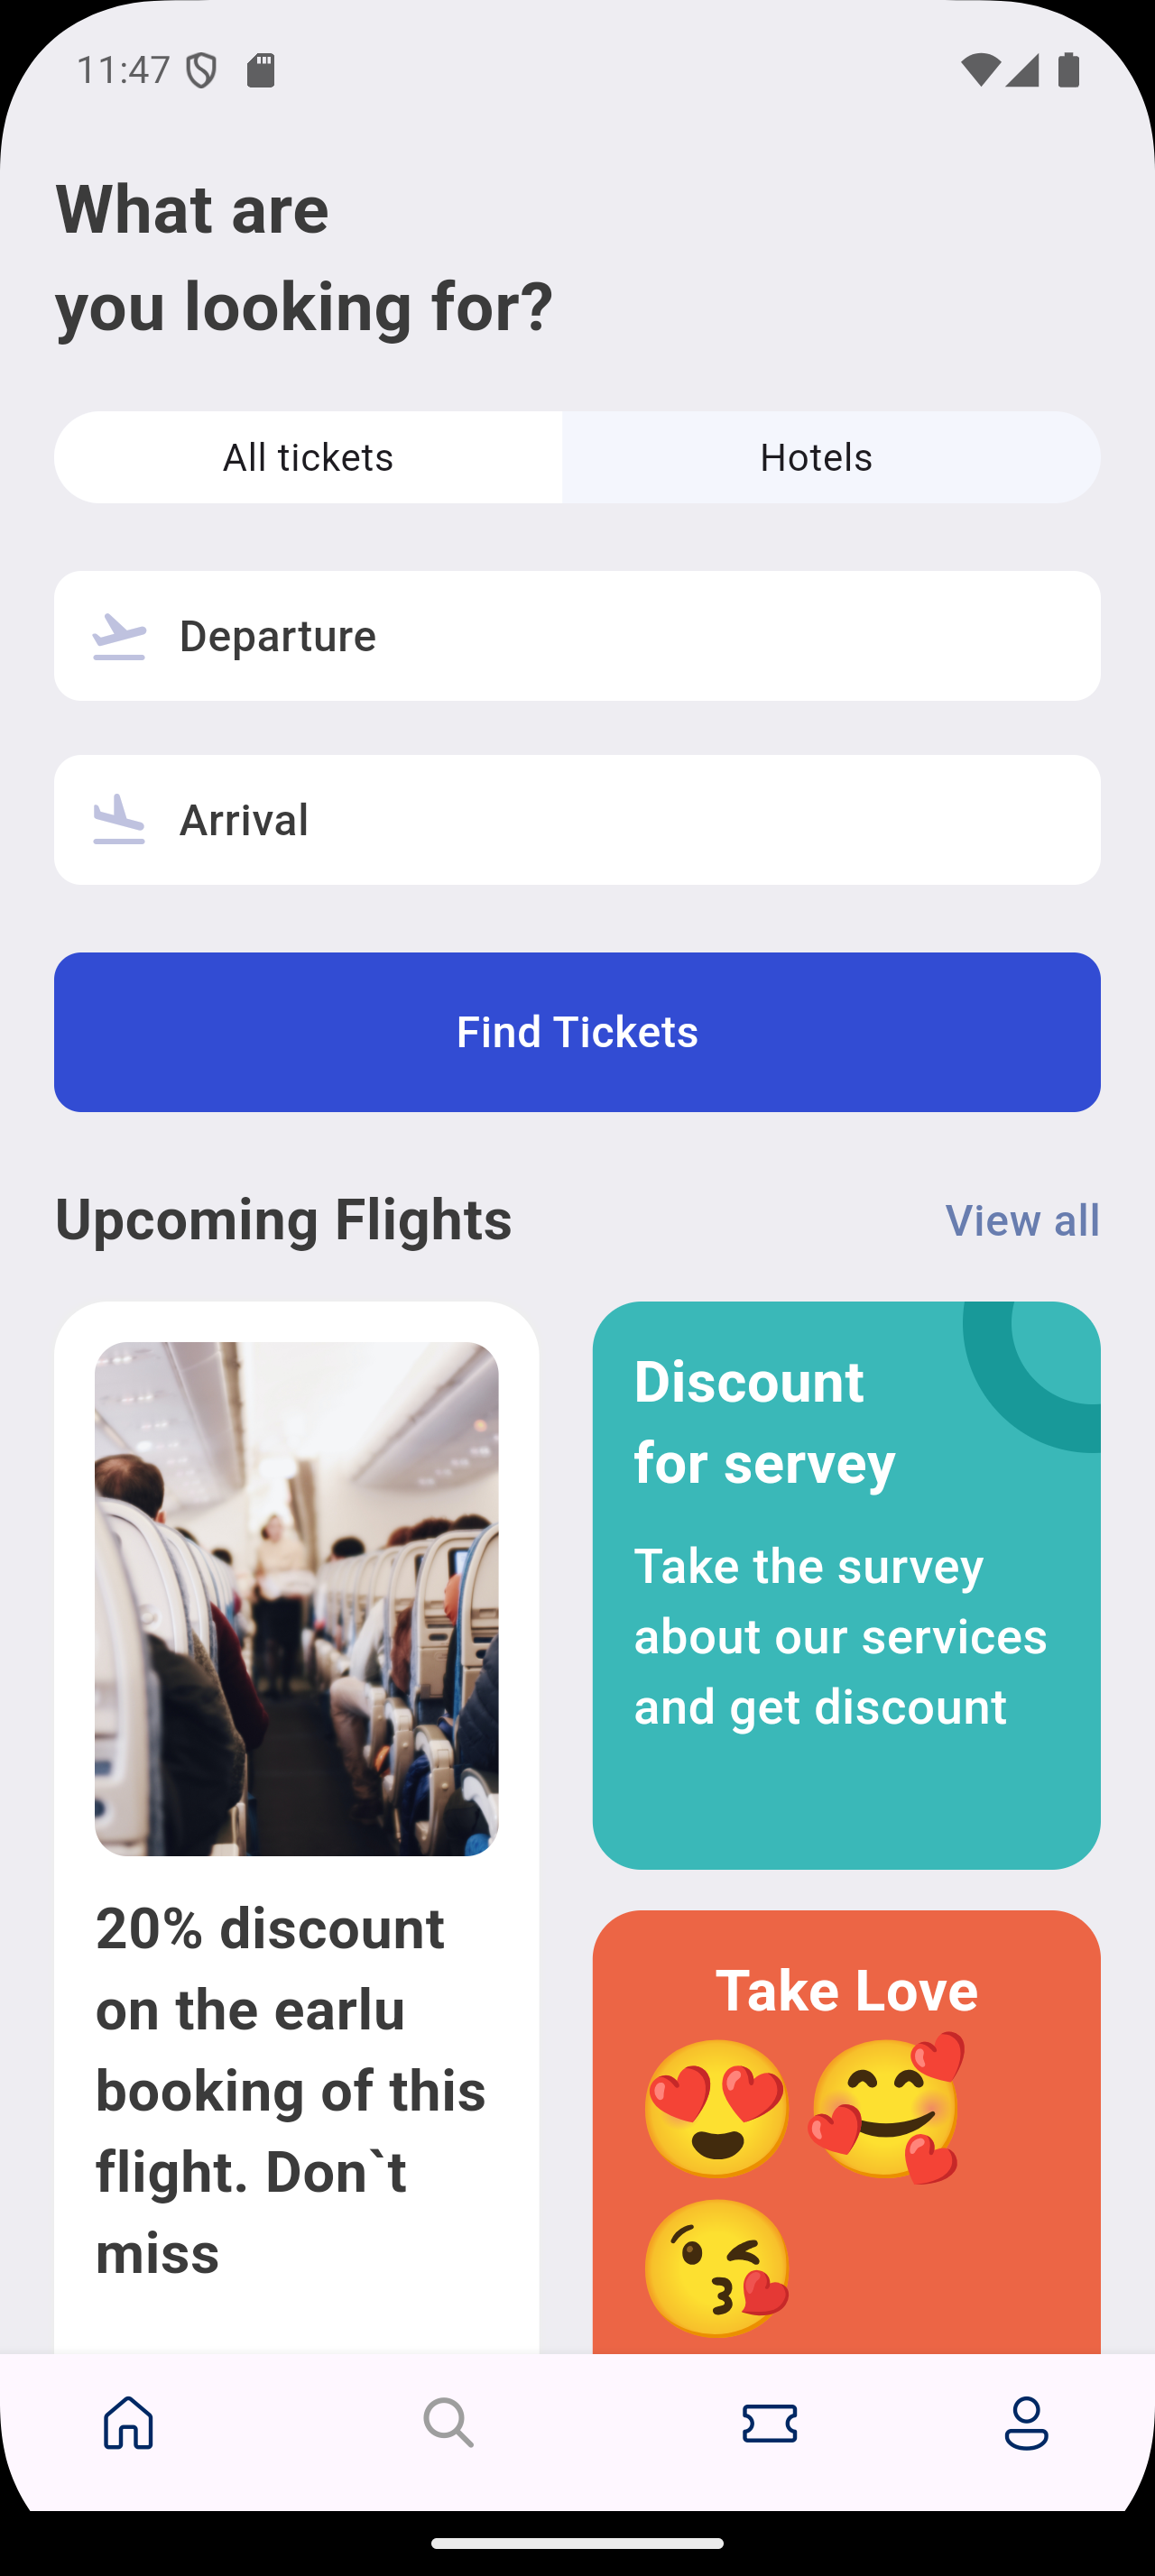 11:47
What are
you looking for?
All tickets
Hotels
Departure
Arrival
Find Tickets
Upcoming Flights
View all
20% discount
on the earlu
booking of this
flight. Don`t
miss
Discount
for servey
Take the survey
about our services
and get discount
Take Love
😍🥰
😘